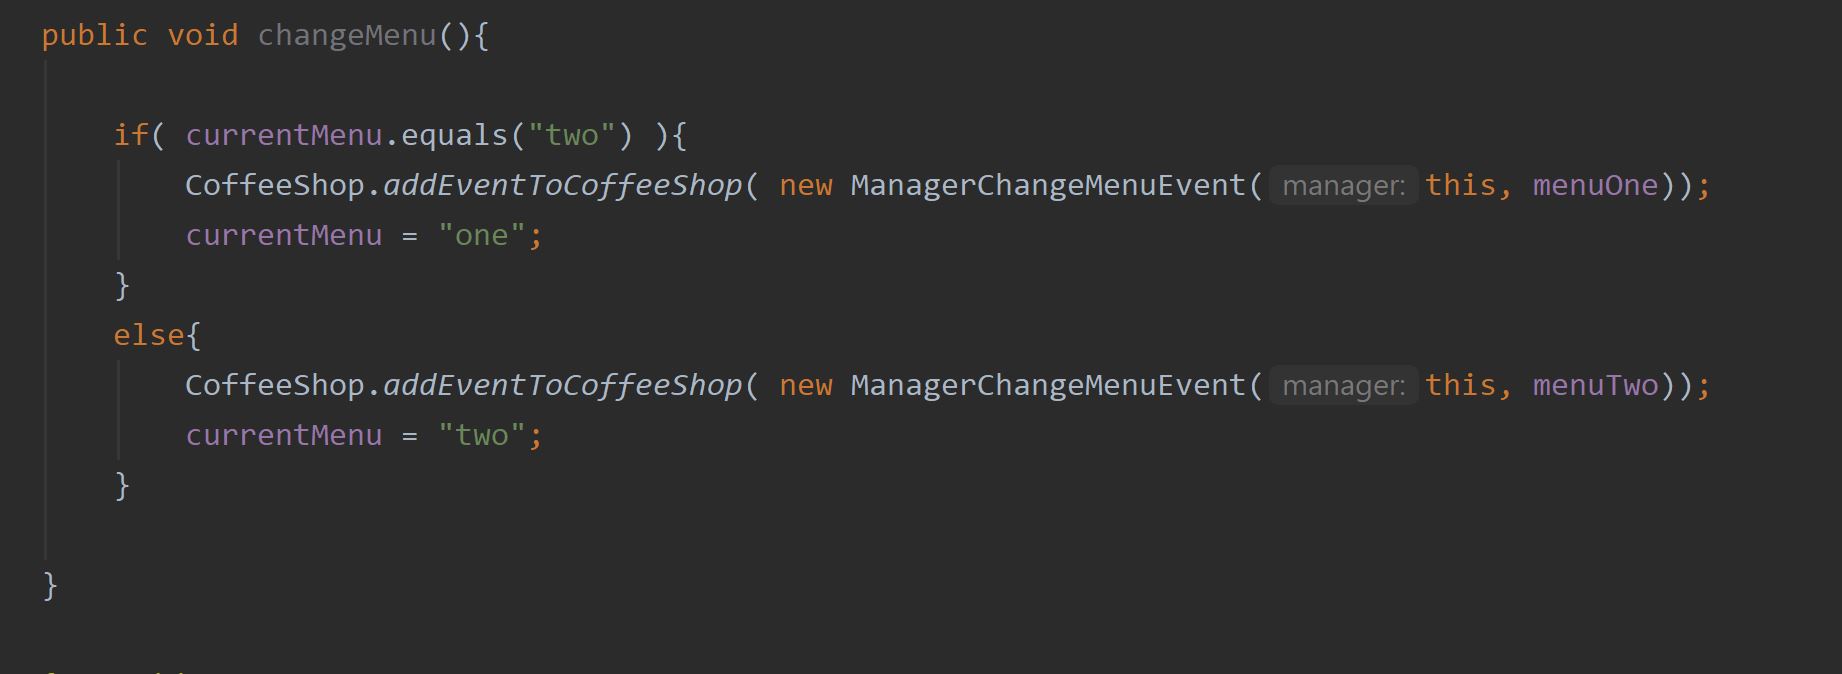 public void changeMenu(){
if( currentMenu.equals("two") ){
CoffeeShop.addEventToCoffeeShop( new ManagerChangeMenuEvent( manager: this, menuOne));
currentMenu = "one";
}
else{
CoffeeShop.addEventToCoffeeShop( new ManagerChangeMenuEvent( manager: this, menuTwo));
currentMenu = "two";
}
}